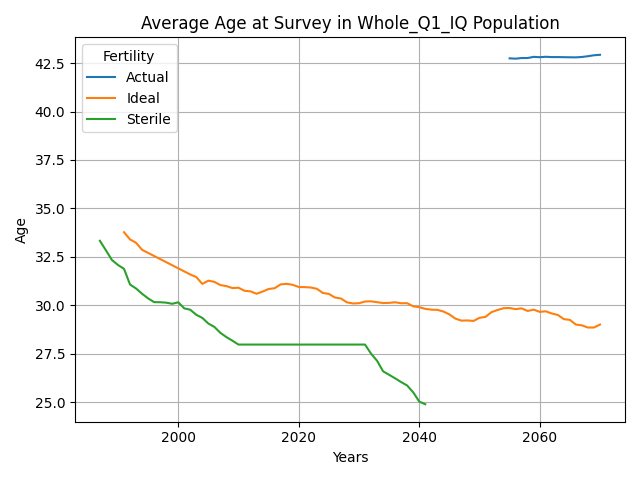 Average Age at Survey in Whole_Q1_IQ Population
Fertility
Actual
Ideal
Sterile
42.5
40.0
37.5
35.0
32.5
30.0
27.5
25.0
Age
2000
2020
2040
2060
Years